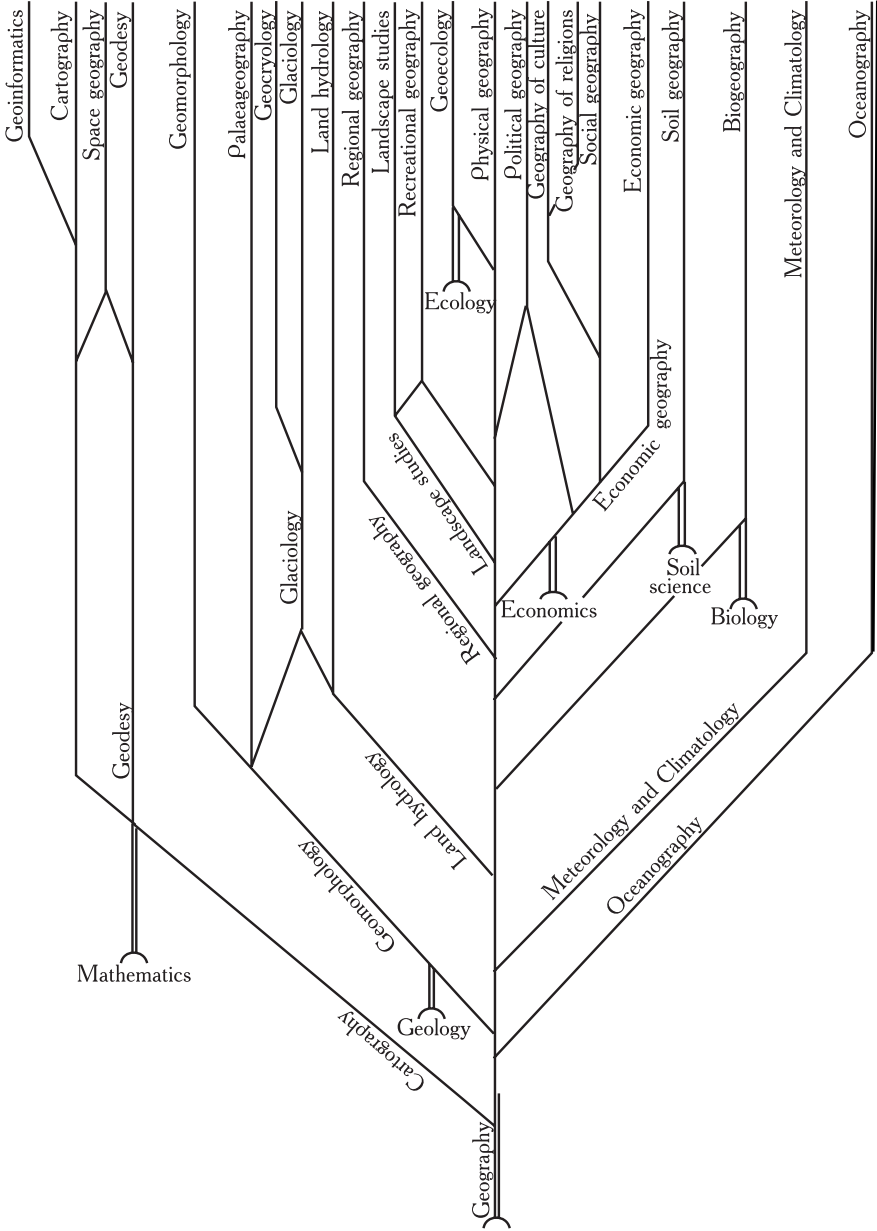 Geoinformatics
Cartography
Space geography
Geodesy
Geomorphology
Palaeageography
Geocryology
Glaciology
Land hydrology
Regional geography
Landscape studies
Recreational geography
Geoecology
Physical geography
Political geography
Geography of culture
Geography of religions
Social geography
Economic geography
Soil geography
Biogeography
Meteorology and Climatology
Oceanography
Ecology
Economic geography
Landscape studies
Regional geography
Glaciology
Soil
science
Economics
Biology
Geodesy
Land hydrology
Meteorology and Climatology
Geomorphology
Oceanography
Mathematics
Geology
Cartography
Geography